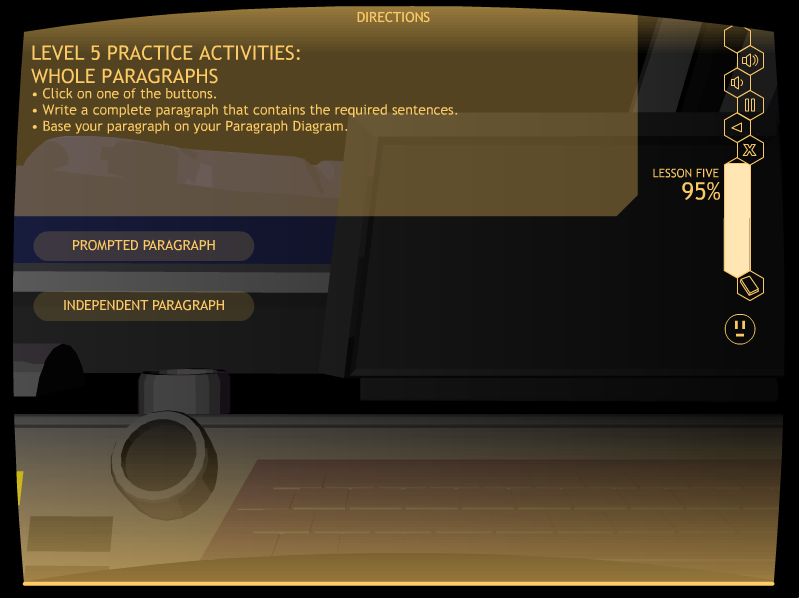 DIRECTIONS
LEVEL 5 PRACTICE ACTIVITIES:
WHOLE PARAGRAPHS
• Click on one of the buttons.
• Write a complete paragraph that contains the required sentences.
• Base your paragraph on your Paragraph Diagram.
LESSON FIVE
95%
PROMPTED PARAGRAPH
INDEPENDENT PARAGRAPH